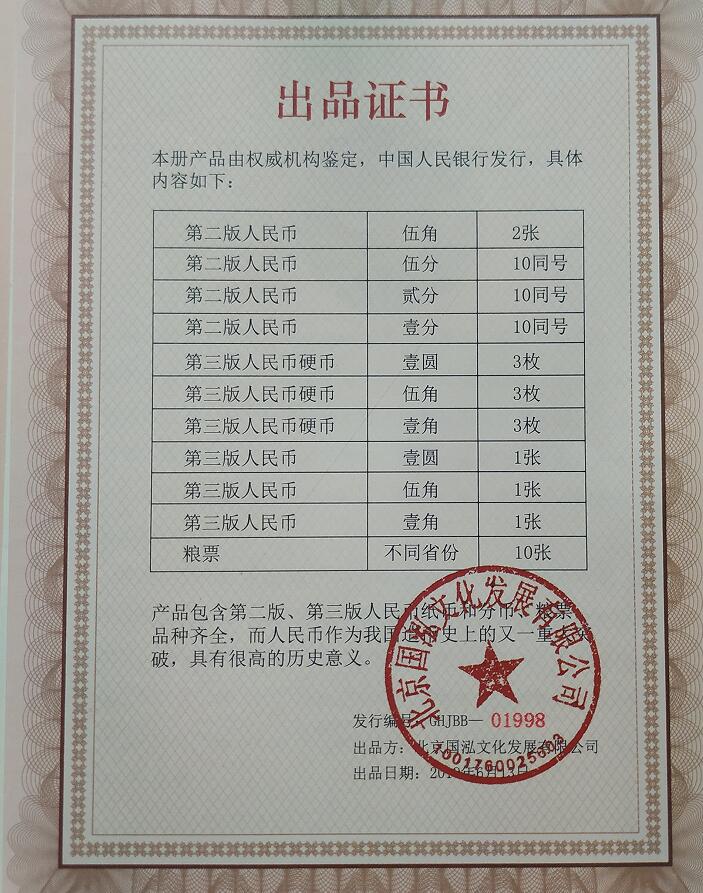 出品证书
本册产品由权威机构鉴定，中国人民银行发行，具体
内容如下：
第二版人民币 伍角 2张
第二版人民币 伍分 10同号
第二版人民币 贰分 10同号
第二版人民币 壹分 10同号
第三版人民币硬币 壹圆 3枚
第三版人民币硬币 伍角 3枚
第三版人民币硬币 壹角 3枚
第三版人民币 壹圆 1张
第三版人民币 伍角 1张
第三版人民币 壹角 1张
粮票 不同省份 10张
产品包含第二版、第三版人民币纸币和分币、粮票
品种齐全，而人民币作为我国造币史上的又一重大突
破，具有很高的历史意义。
北京国泓文化发展有限公司
发行编号：GHJBB— 01998
出品方：北京国泓文化发展有限公司
出品日期：